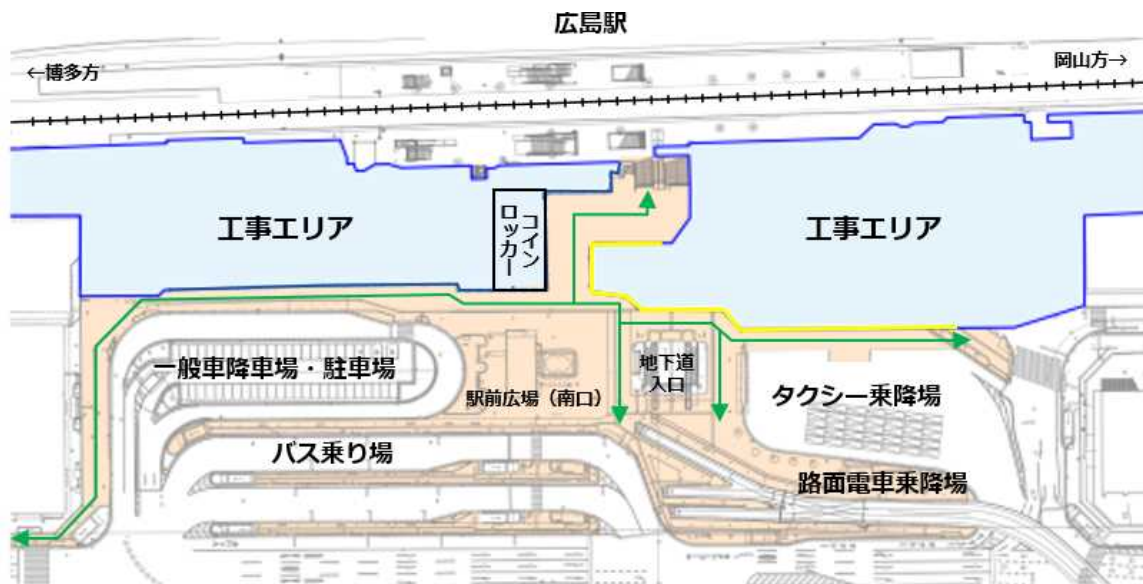 広島駅
←博多方
岡山方→
工事エリア
コイン
ロッカー
工事エリア
一般車降車場・駐車場
駅前広場（南口）
地下道
入口
タクシー乗降場
バス乗り場
路面電車乗降場